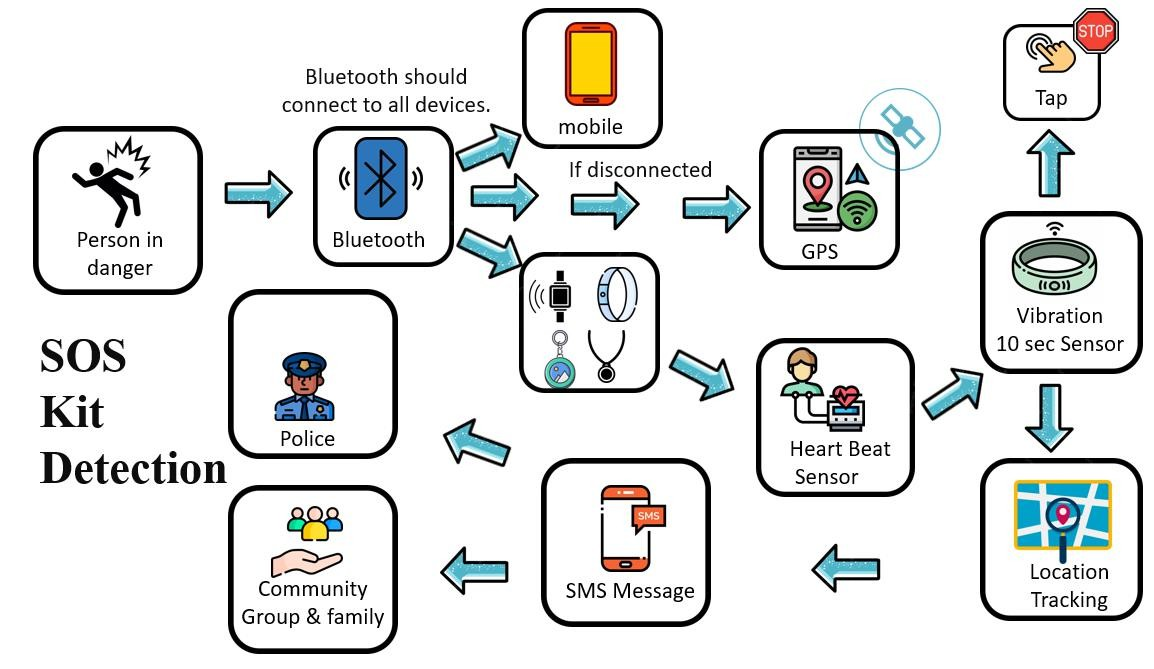 Bluetooth should
connect to all devices.
mobile
STOP
Tap
If disconnected
Person in
danger
Bluetooth
GPS
Vibration
10 sec Sensor
SOS
Kit
Detection
Police
Heart Beat
Sensor
SMS
SMS Message
Community
Group & family
Location
Tracking